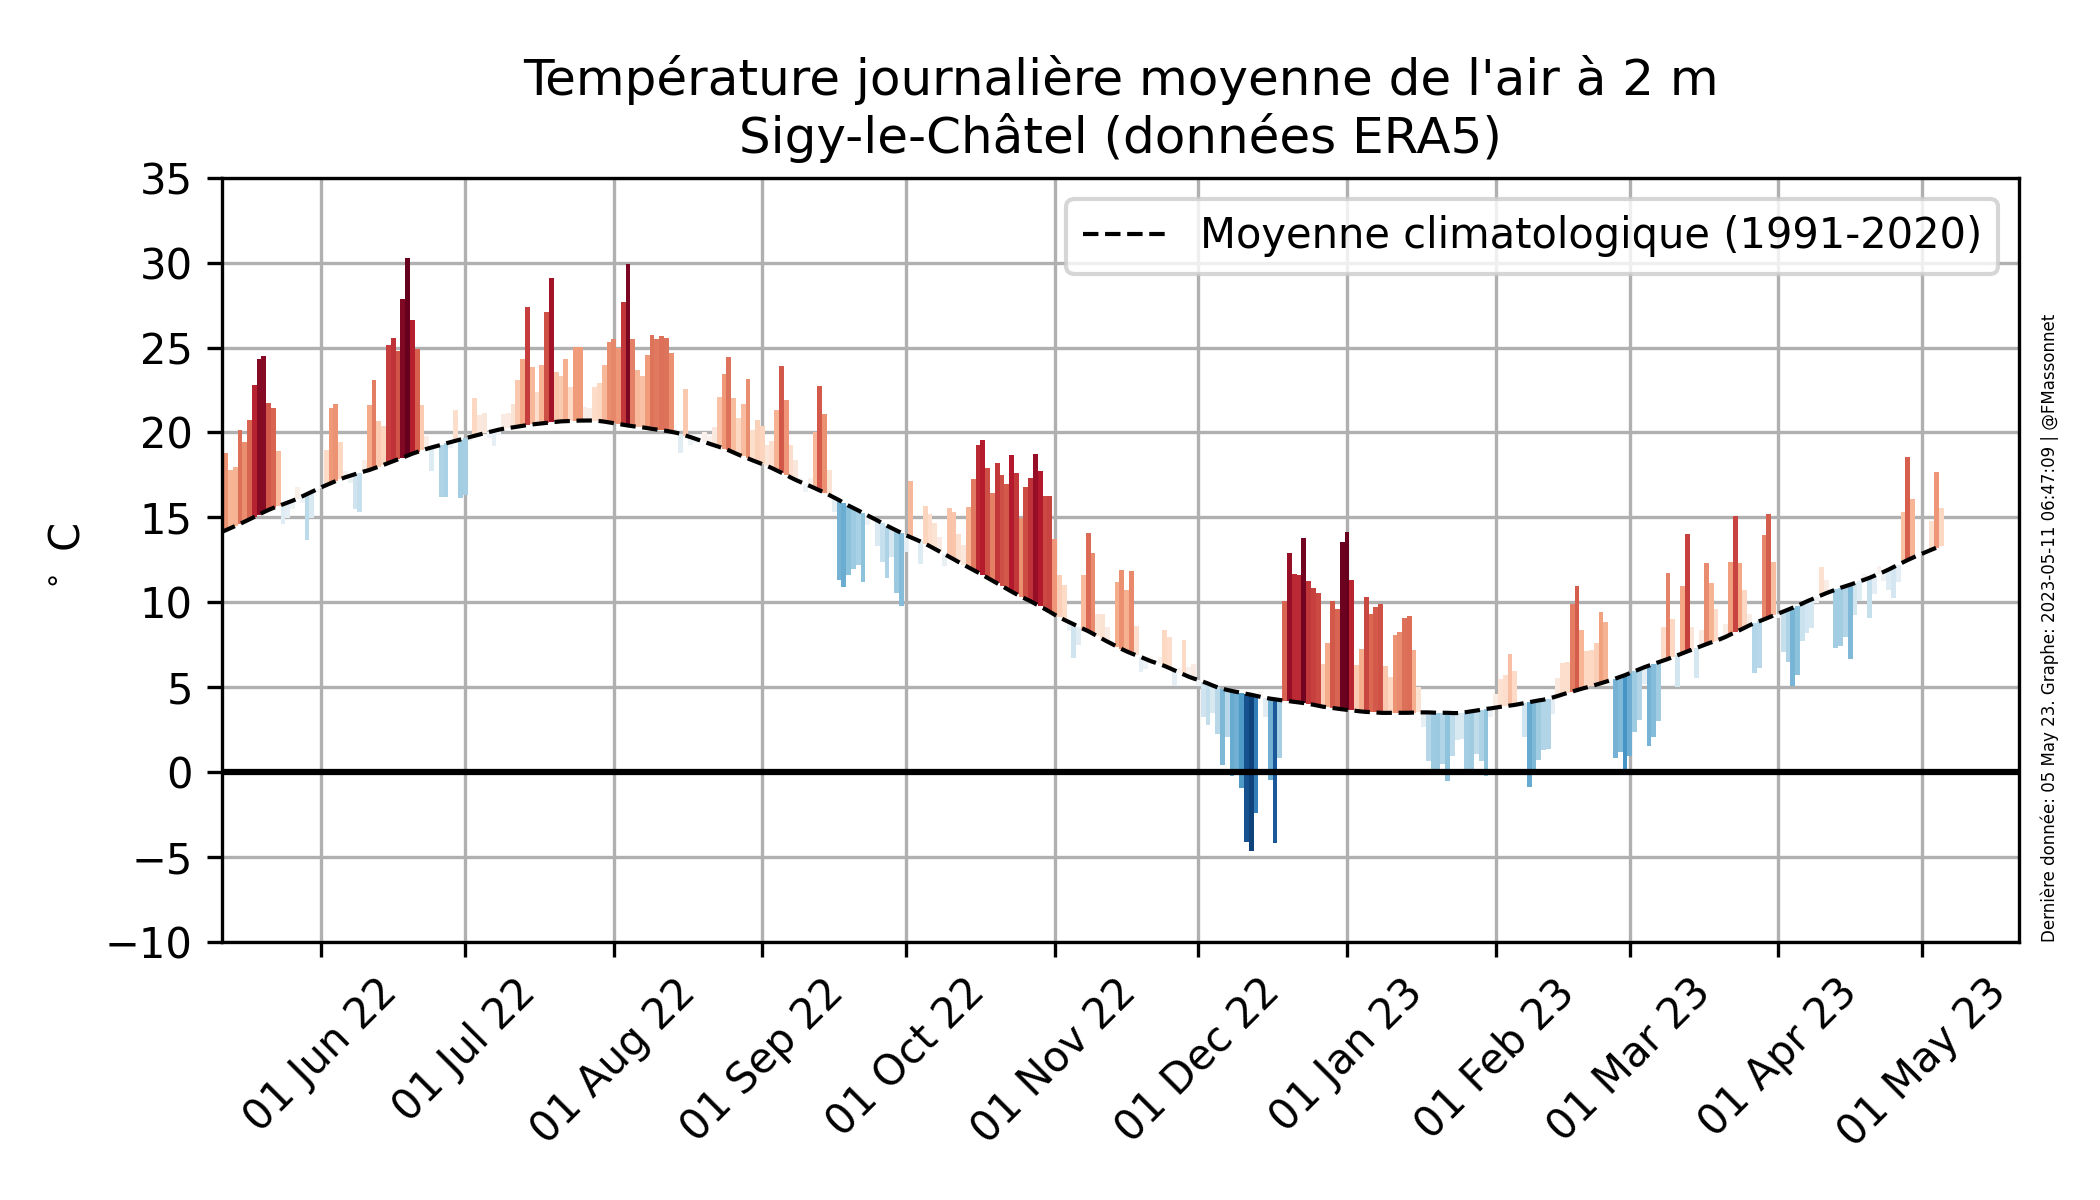 Température journalière moyenne de l'air à 2 m
Sigy-le-Châtel (données ERA5)
Moyenne climatologique (1991-2020)
35
30
25
20
15
10
5
0
−5
−10
° C
01 Jun 22
01 Jul 22
01 Aug 22
01 Sep 22
01 Oct 22
01 Nov 22
01 Dec 22
01 Jan 23
01 Feb 23
01 Mar 23
01 Apr 23
01 May 23
Dernière donnée: 05 May 23. Graphe: 2023-05-11 06:47:09 | @FMassonnet